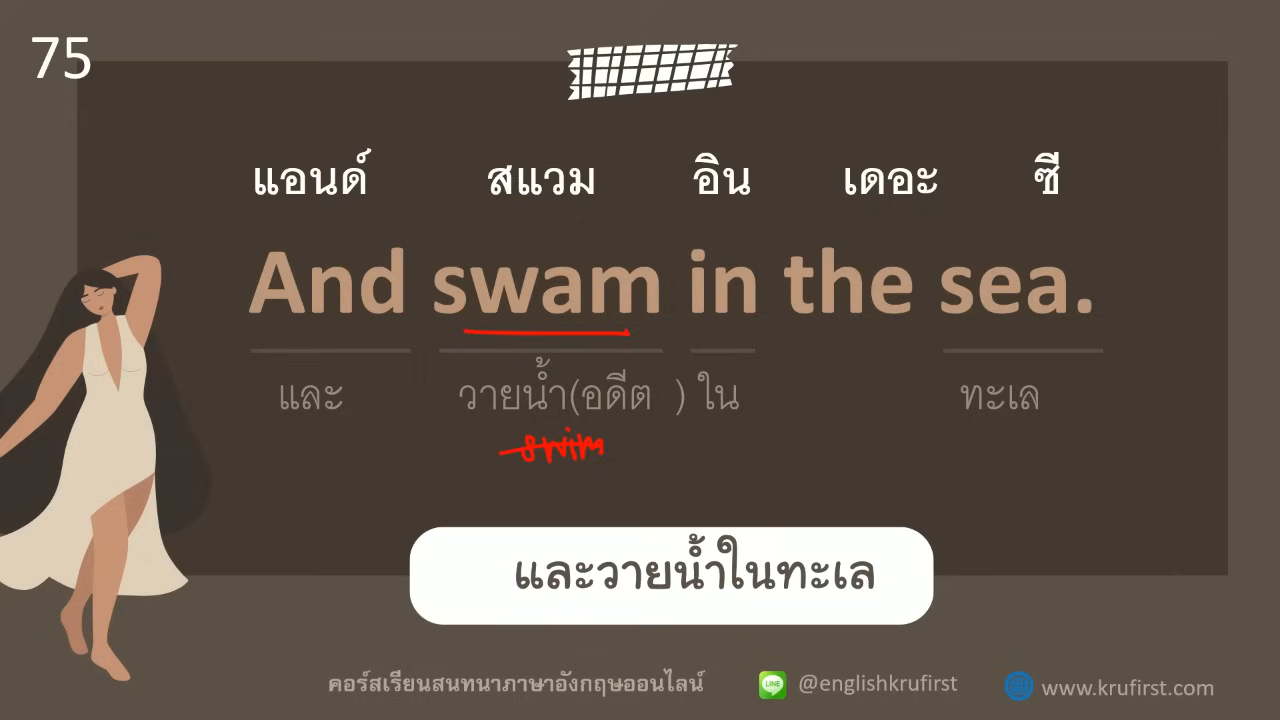 75
แอนด์ สแวม อิน เดอะ ซี
And swam in the sea.
และ วายน้ำ(อดีต ) ใน ทะเล
swim
และวายน้ำในทะเล
คอร์สเรียนสนทนาภาษาอังกฤษออนไลน์ LINE @englishkrufirst www.krufirst.com